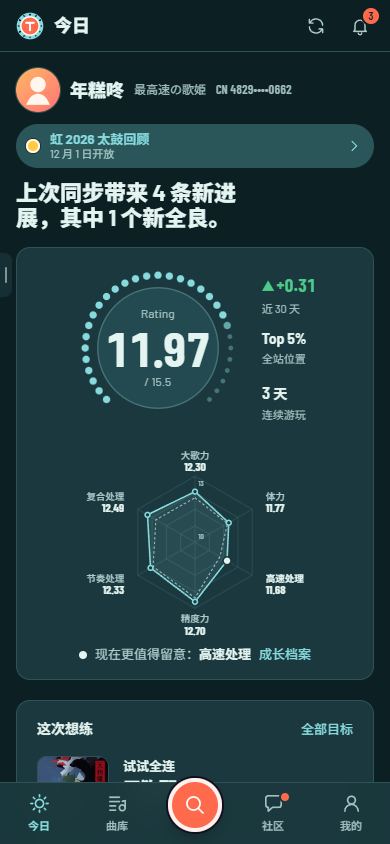 今日
3
年糕咚 最高速の歌姫 CN 4829••••0662
虹 2026 太鼓回顾
12 月 1 日开放
上次同步带来 4 条新进
展，其中 1 个新全良。
Rating
11.97
/ 15.5
▲+0.31
近 30 天
Top 5%
全站位置
3 天
连续游玩
大歌力
12.30
13
10
复合处理
12.49
体力
11.77
节奏处理
12.33
高速处理
11.68
精度力
12.70
现在更值得留意：高速处理 成长档案
这次想练 全部目标
试试全连
今日 曲库 社区 我的